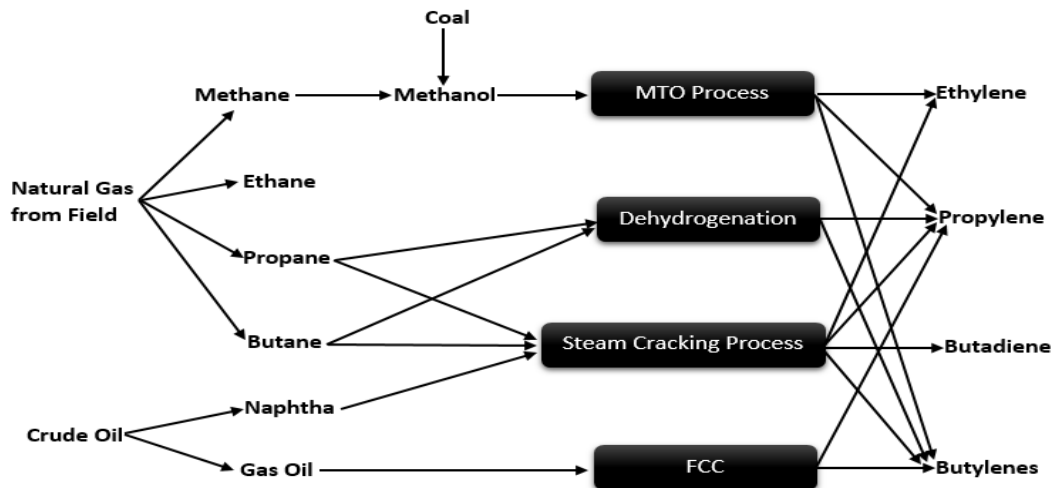 Coal
Methane
Methanol
MTO Process
Ethylene
Natural Gas
from Field
Ethane
Dehydrogenation
Propylene
Propane
Butane
Steam Cracking Process
Butadiene
Naphtha
Crude Oil
Gas Oil
FCC
Butylenes